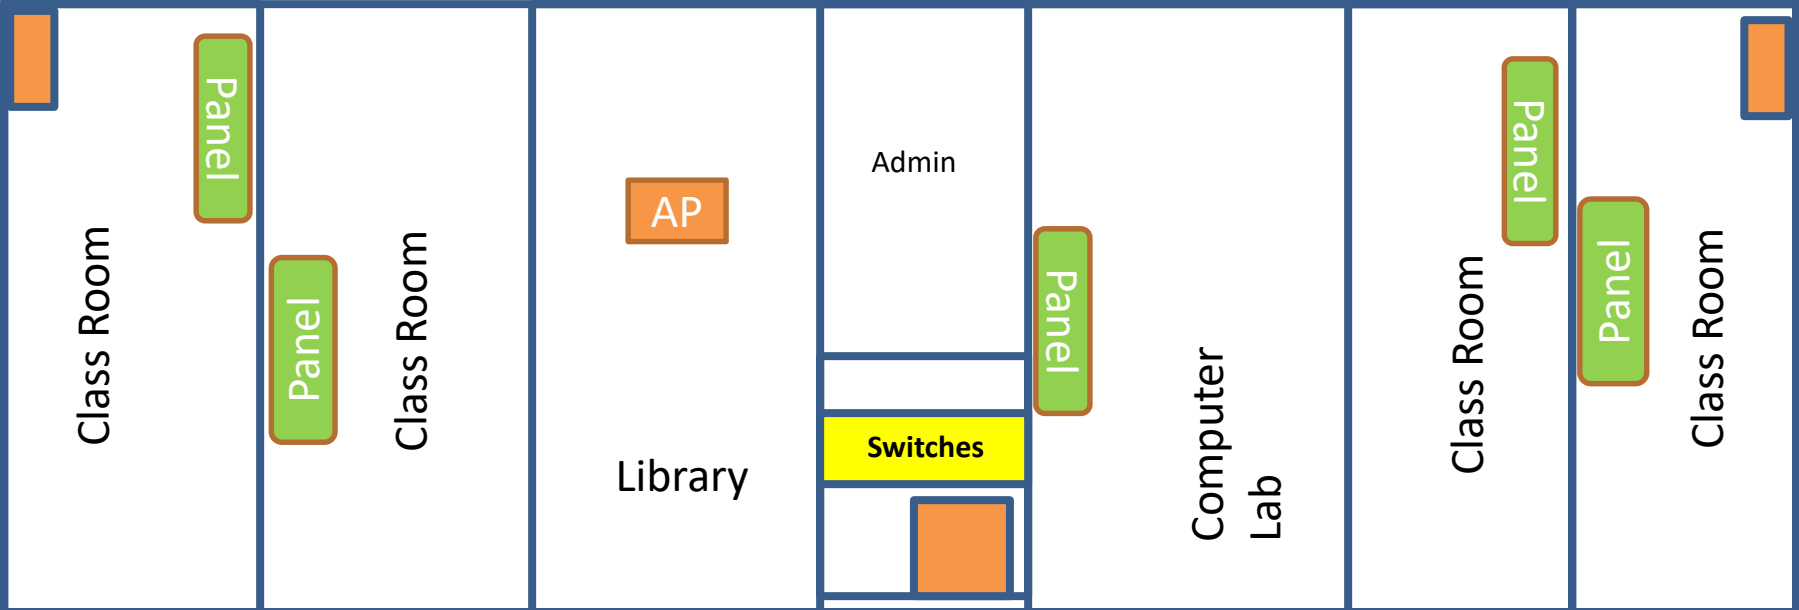 Panel
Class Room
Panel
Class Room
AP
Library
Admin
Switches
Panel
Computer
Lab
Panel
Class Room
Panel
Class Room